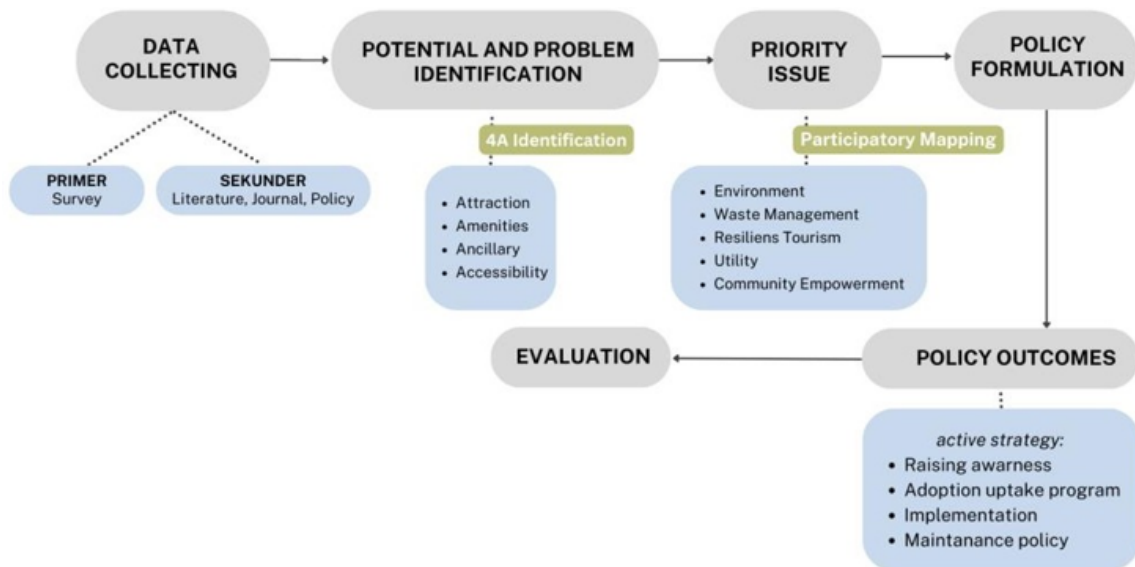 DATA
COLLECTING
POTENTIAL AND PROBLEM
IDENTIFICATION
PRIORITY
ISSUE
POLICY
FORMULATION
4A Identification
Participatory Mapping
PRIMER
Survey
SEKUNDER
Literature, Journal, Policy
• Attraction
• Amenities
• Ancillary
• Accessibility
• Environment
• Waste Management
• Resiliens Tourism
• Utility
• Community Empowerment
EVALUATION
POLICY OUTCOMES
active strategy:
• Raising awarness
• Adoption uptake program
• Implementation
• Maintanance policy